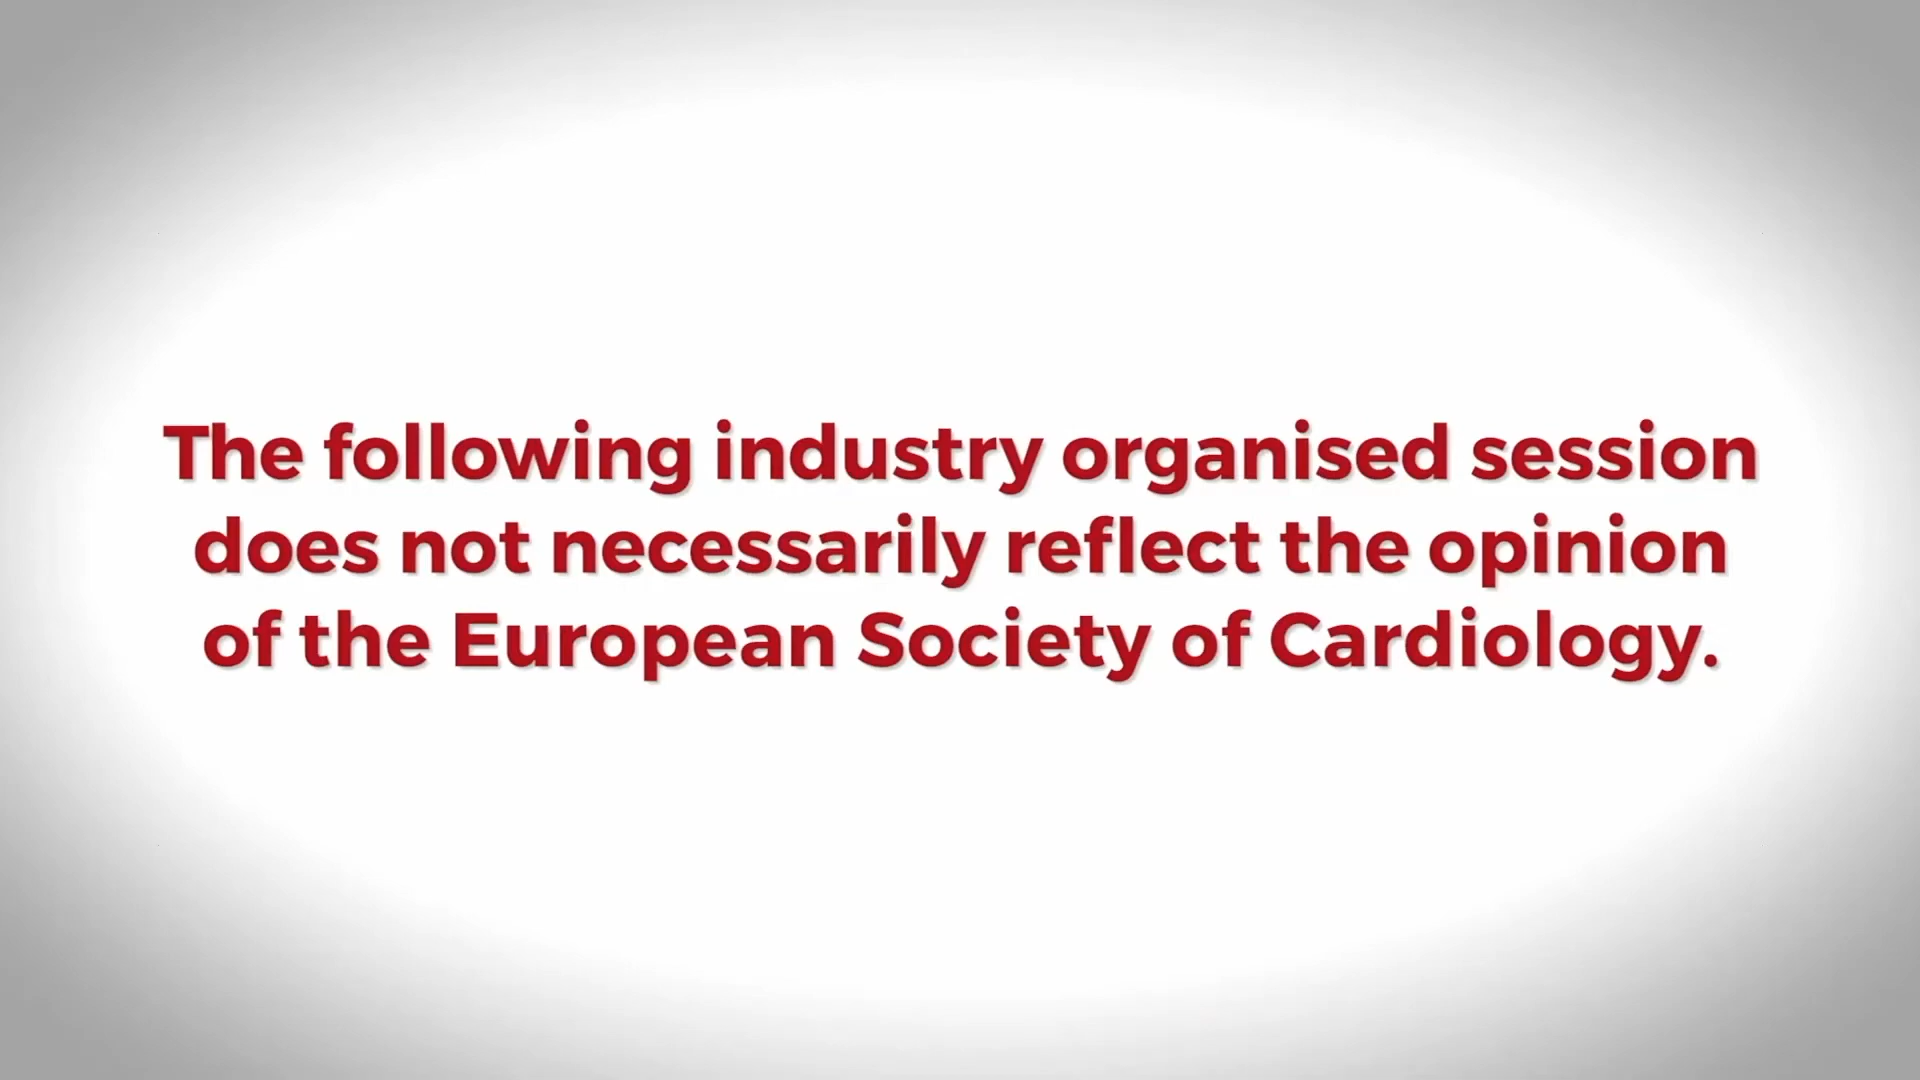 The following industry organised session
does not necessarily reflect the opinion
of the European Society of Cardiology.